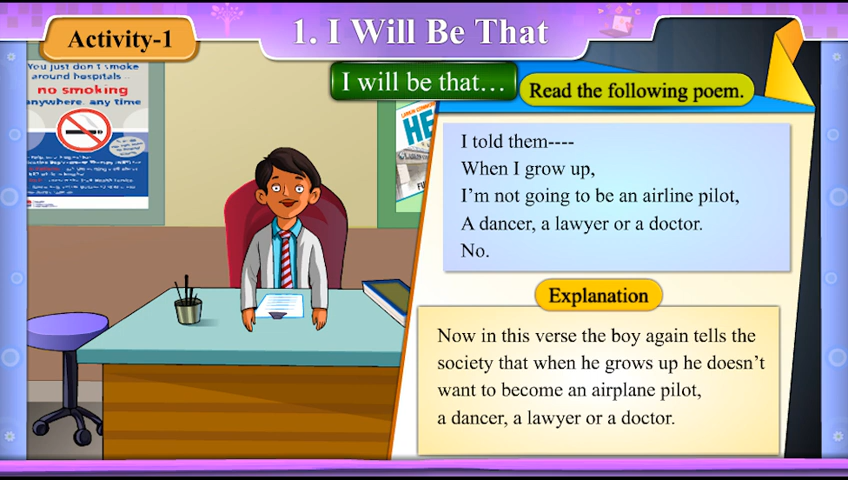 Activity-1
1. I Will Be That
I will be that...
Read the following poem.
You just don't smoke
around hospitals...
no smoking
anywhere, any time
HE
I told them----
When I grow up,
I'm not going to be an airline pilot,
A dancer, a lawyer or a doctor.
No.
Explanation
Now in this verse the boy again tells the
society that when he grows up he doesn't
want to become an airplane pilot,
a dancer, a lawyer or a doctor.